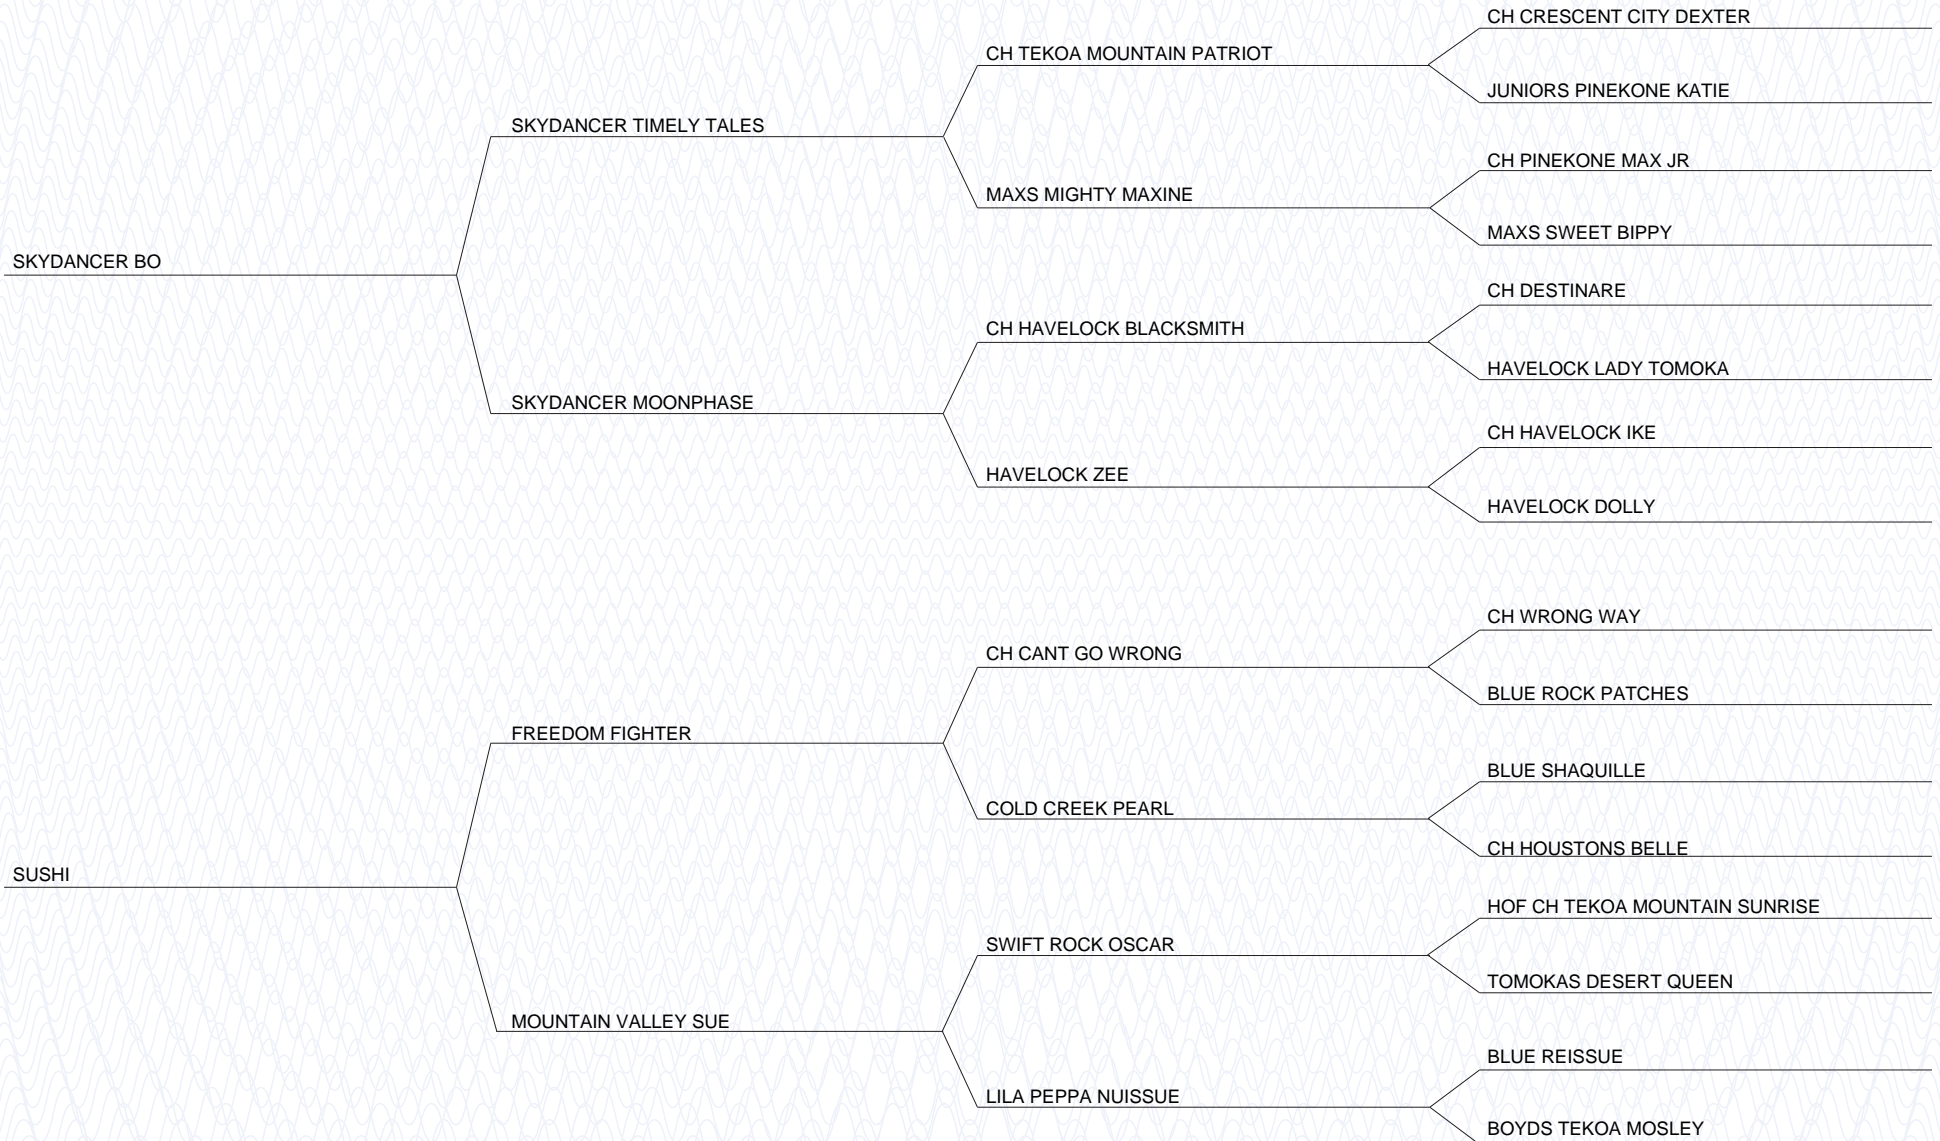 CH CRESCENT CITY DEXTER
CH TEKOA MOUNTAIN PATRIOT
JUNIORS PINEKONE KATIE
SKYDANCER TIMELY TALES
CH PINEKONE MAX JR
MAXS MIGHTY MAXINE
MAXS SWEET BIPPY
SKYDANCER BO
CH DESTINARE
CH HAVELOCK BLACKSMITH
HAVELOCK LADY TOMOKA
SKYDANCER MOONPHASE
CH HAVELOCK IKE
HAVELOCK ZEE
HAVELOCK DOLLY
CH WRONG WAY
CH CANT GO WRONG
BLUE ROCK PATCHES
FREEDOM FIGHTER
BLUE SHAQUILLE
COLD CREEK PEARL
CH HOUSTONS BELLE
SUSHI
HOF CH TEKOA MOUNTAIN SUNRISE
SWIFT ROCK OSCAR
TOMOKAS DESERT QUEEN
MOUNTAIN VALLEY SUE
BLUE REISSUE
LILA PEPPA NUISSUE
BOYDS TEKOA MOSLEY